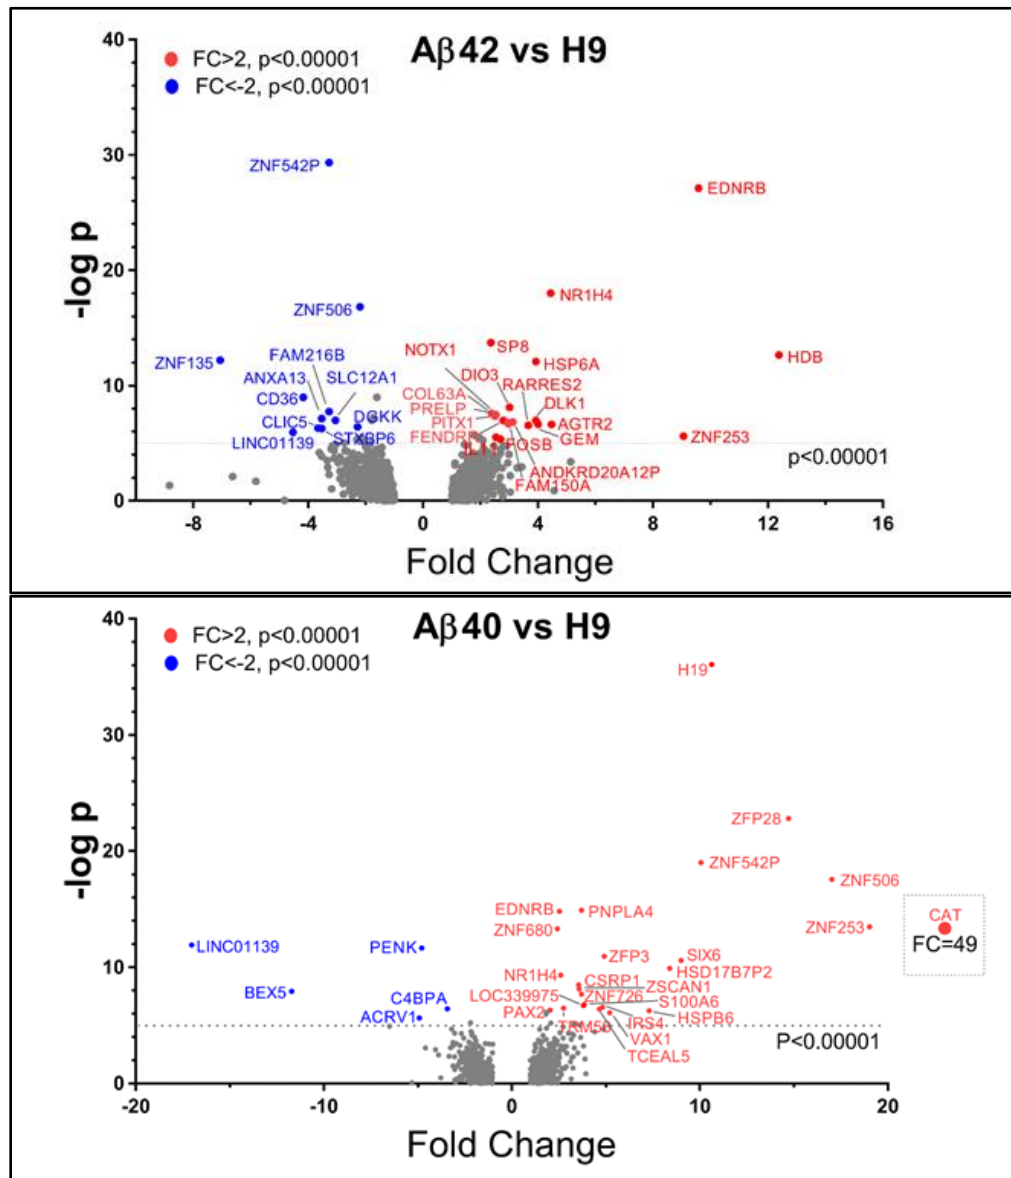 Aβ42 vs H9
FC>2, p<0.00001
FC<-2, p<0.00001
40
30
20
10
0
-log p
ZNF542P
EDNRB
NR1H4
ZNF506
SP8
NOTX1
HDB
ZNF135
FAM216B
HSP6A
DIO3
ANXA13
SLC12A1
RARRES2
COL63A
CD36
DLK1
PRELP
CLIC5
DGKK
PITX1
AGTR2
LINC01139
STXBP6
FENDRR
GEM
ZNF253
IL11
FOSB
p<0.00001
ANDKRD20A12P
FAM150A
-8
-4
0
4
8
12
16
Fold Change
Aβ40 vs H9
FC>2, p<0.00001
FC<-2, p<0.00001
40
30
20
10
0
-log p
H19
ZFP28
ZNF542P
ZNF506
EDNRB
PNPLA4
CAT
ZNF680
ZNF253
FC=49
LINC01139
PENK
ZFP3
SIX6
HSD17B7P2
NR1H4
CSRP1
ZSCAN1
BEX5
C4BPA
LOC339975
ZNF726
S100A6
ACRV1
PAX2
IRS4
HSPB6
VAX1
P<0.00001
TCEAL5
-20
-10
0
10
20
Fold Change